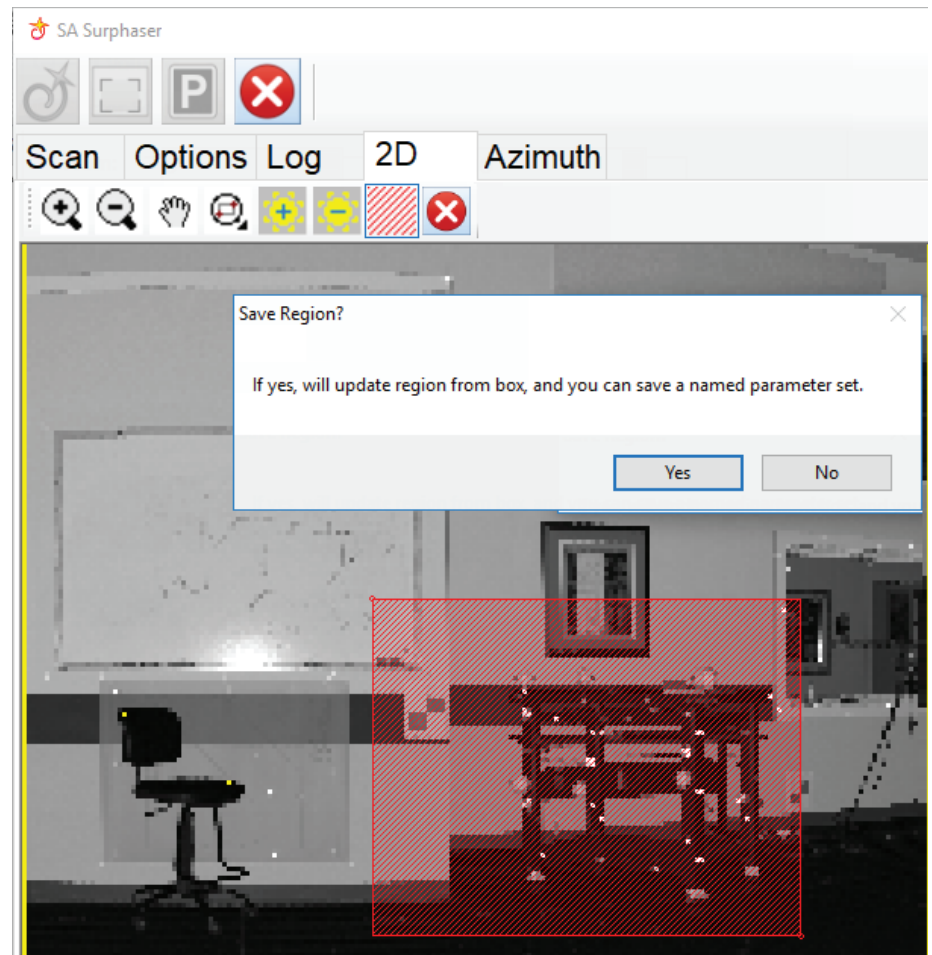 SA Surphaser
P
Scan Options Log 2D Azimuth
Save Region?
If yes, will update region from box, and you can save a named parameter set.
Yes No